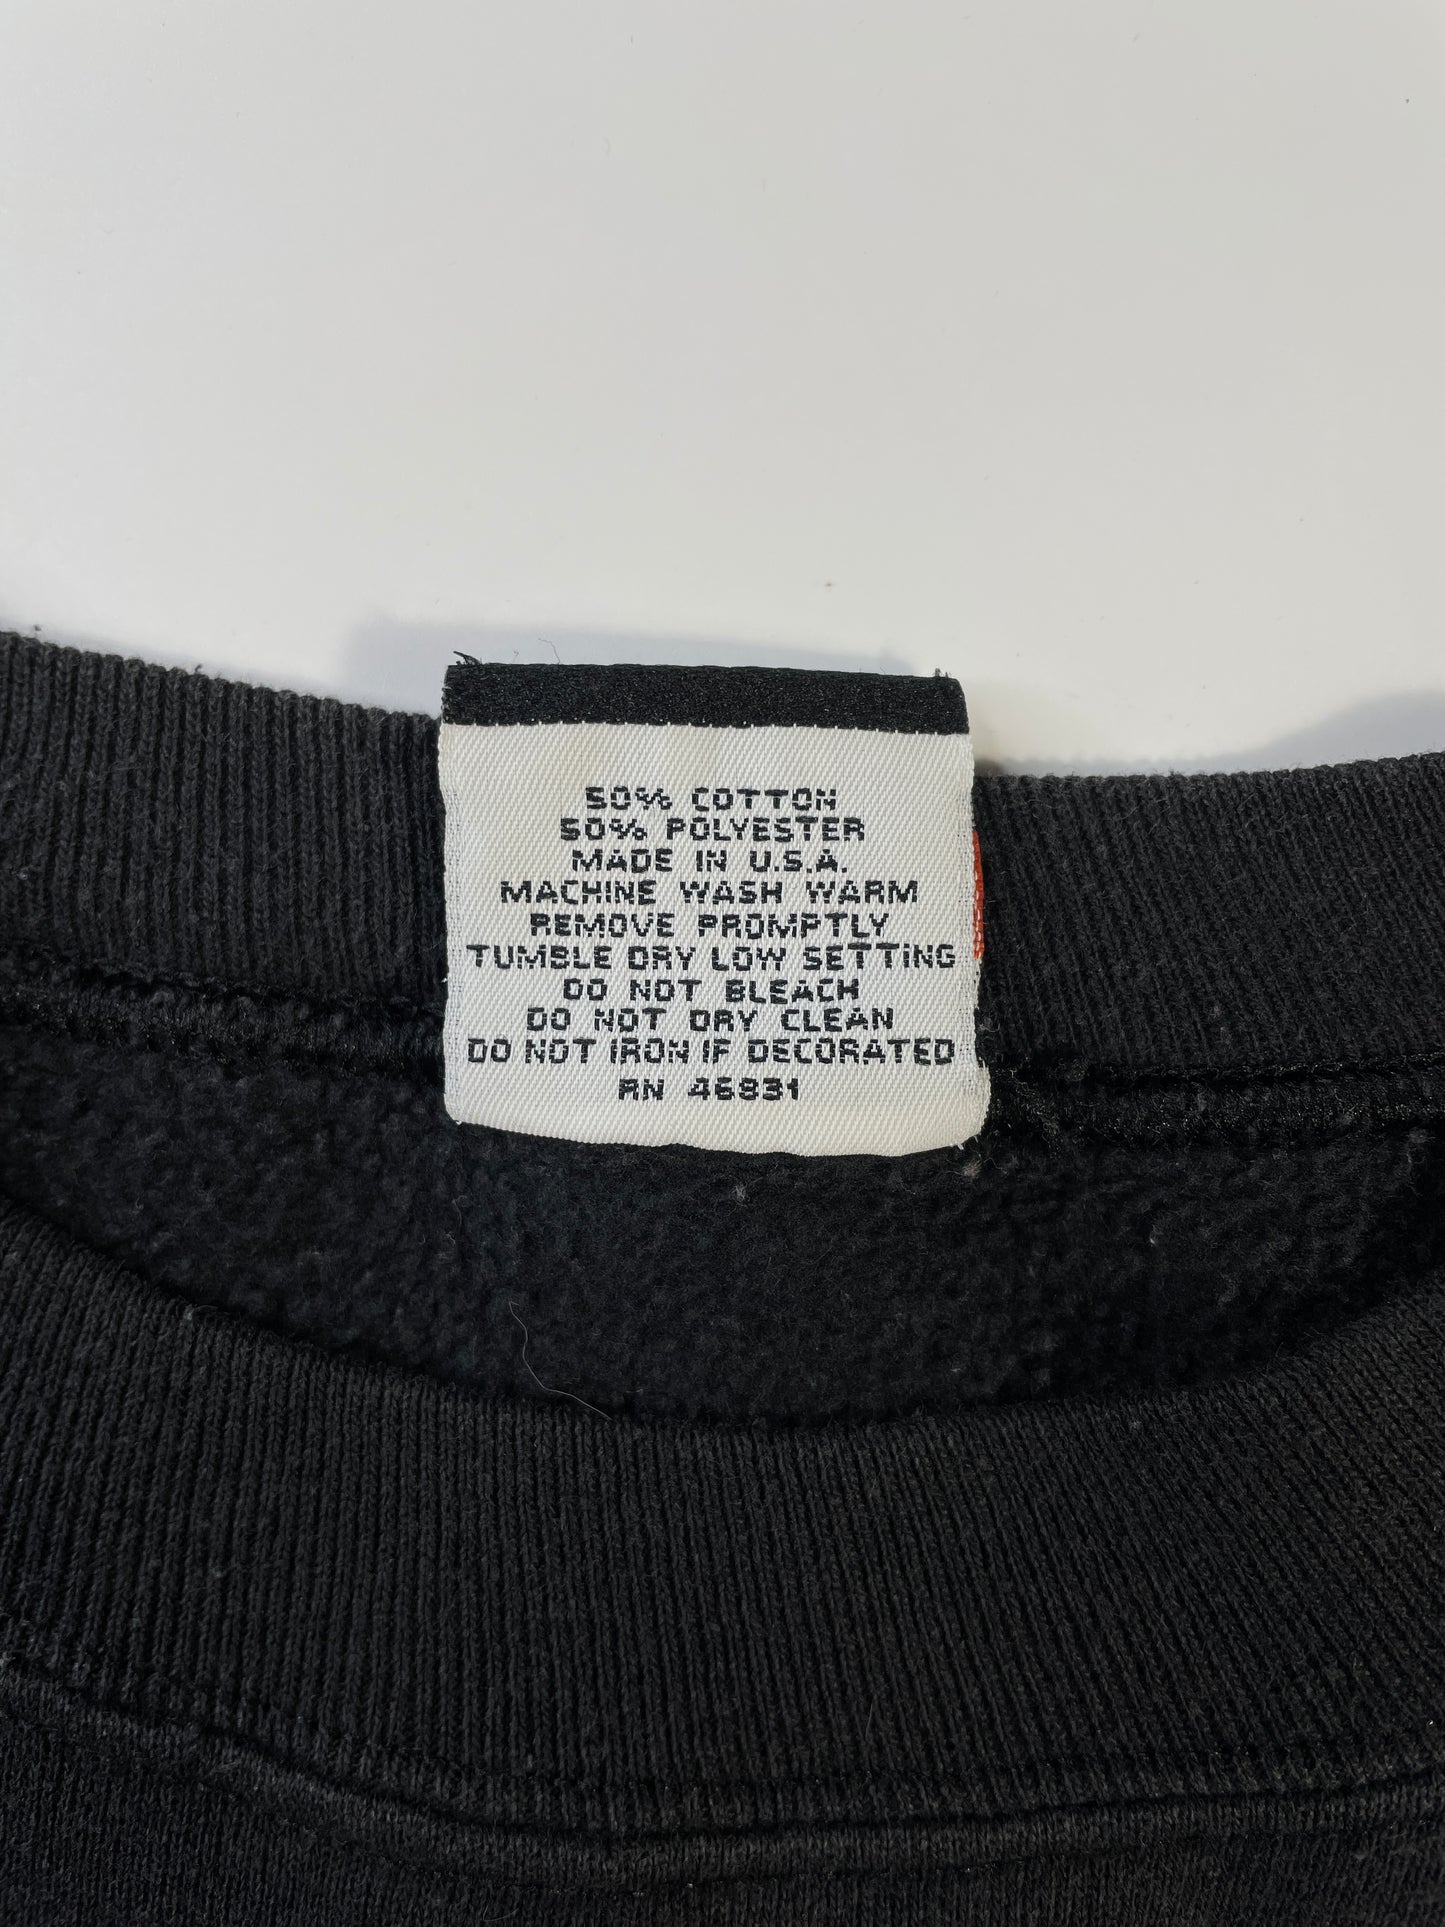 50% COTTON
50% POLYESTER
MADE IN U.S.A.
MACHINE WASH WARM
REMOVE PROMPTLY
TUMBLE DRY LOW SETTING
DO NOT BLEACH
DO NOT DRY CLEAN
DO NOT IRON IF DECORATED
RN 46931